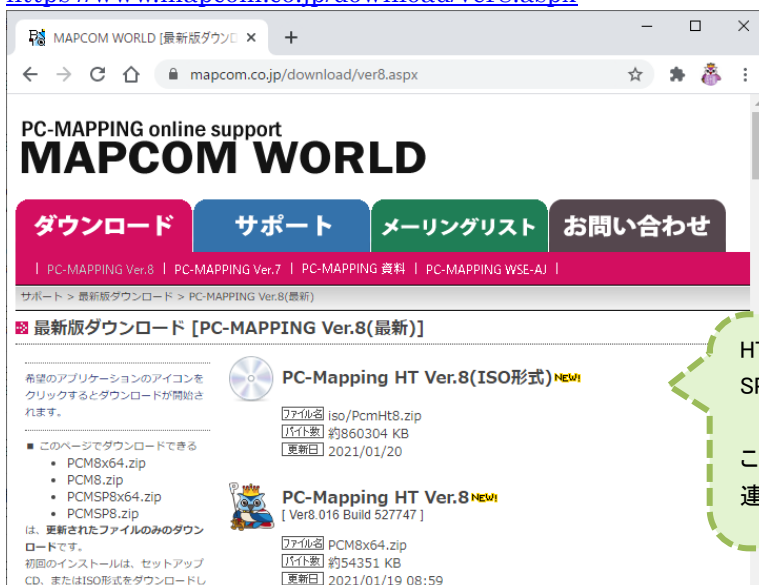 https://www.mapcom.co.jp/download/ver8.aspx
MAPCOM WORLD [最新版ダウンロ
mapcom.co.jp/download/ver8.aspx
PC-MAPPING online support
MAPCOM WORLD
ダウンロード サポート メーリングリスト お問い合わせ
| PC-MAPPING Ver.8 | PC-MAPPING Ver.7 | PC-MAPPING 資料 | PC-MAPPING WSE-AJ |
サポート > 最新版ダウンロード > PC-MAPPING Ver.8(最新)
最新版ダウンロード [PC-MAPPING Ver.8(最新)]
希望のアプリケーションのアイコンを
クリックするとダウンロードが開始さ
れます。
■ このページでダウンロードできる
• PCM8x64.zip
• PCM8.zip
• PCMSP8x64.zip
• PCMSP8.zip
は、更新されたファイルのみのダウン
ロードです。
初回のインストールは、セットアップ
CD、またはISO形式をダウンロードし
PC-Mapping HT Ver.8(ISO形式) NEW!
ファイル名 iso/PcmHt8.zip
バイト数 約860304 KB
更新日 2021/01/20
PC-Mapping HT Ver.8 NEW!
[ Ver8.016 Build 527747 ]
ファイル名 PCM8x64.zip
バイト数 約54351 KB
更新日 2021/01/19 08:59
HT
SP
こ
連